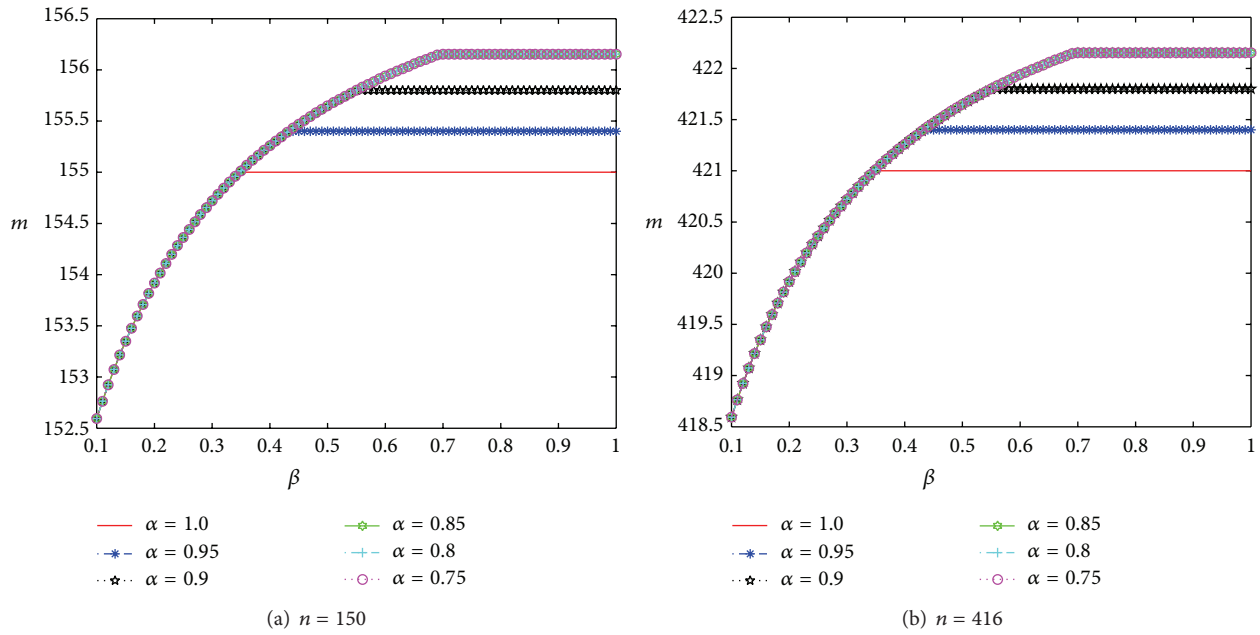 156.5
156
155.5
155
154.5
154
153.5
153
152.5
m
0.1 0.2 0.3 0.4 0.5 0.6 0.7 0.8 0.9 1
β
α = 1.0
α = 0.95
α = 0.9
α = 0.85
α = 0.8
α = 0.75
(a) n = 150
422.5
422
421.5
421
420.5
420
419.5
419
418.5
m
0.1 0.2 0.3 0.4 0.5 0.6 0.7 0.8 0.9 1
β
α = 1.0
α = 0.95
α = 0.9
α = 0.85
α = 0.8
α = 0.75
(b) n = 416